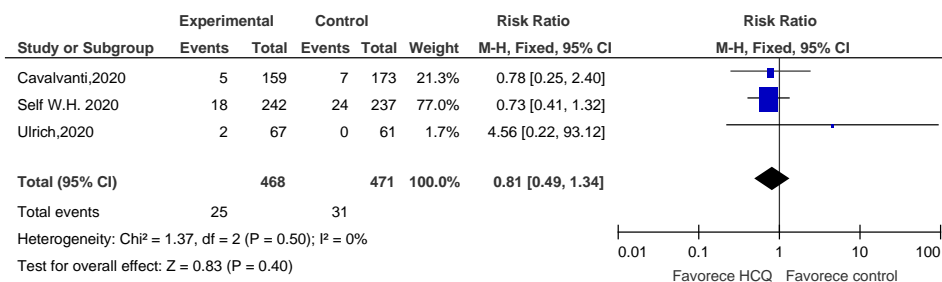 Experimental Control Risk Ratio Risk Ratio
Study or Subgroup Events Total Events Total Weight M-H, Fixed, 95% CI M-H, Fixed, 95% CI
Cavalvanti,2020 5 159 7 173 21.3% 0.78 [0.25, 2.40]
Self W.H. 2020 18 242 24 237 77.0% 0.73 [0.41, 1.32]
Ulrich,2020 2 67 0 61 1.7% 4.56 [0.22, 93.12]
Total (95% CI) 468 471 100.0% 0.81 [0.49, 1.34]
Total events 25 31
Heterogeneity: Chi² = 1.37, df = 2 (P = 0.50); I² = 0%
Test for overall effect: Z = 0.83 (P = 0.40)
0.01 0.1 1 10 100
Favorece HCQ Favorece control